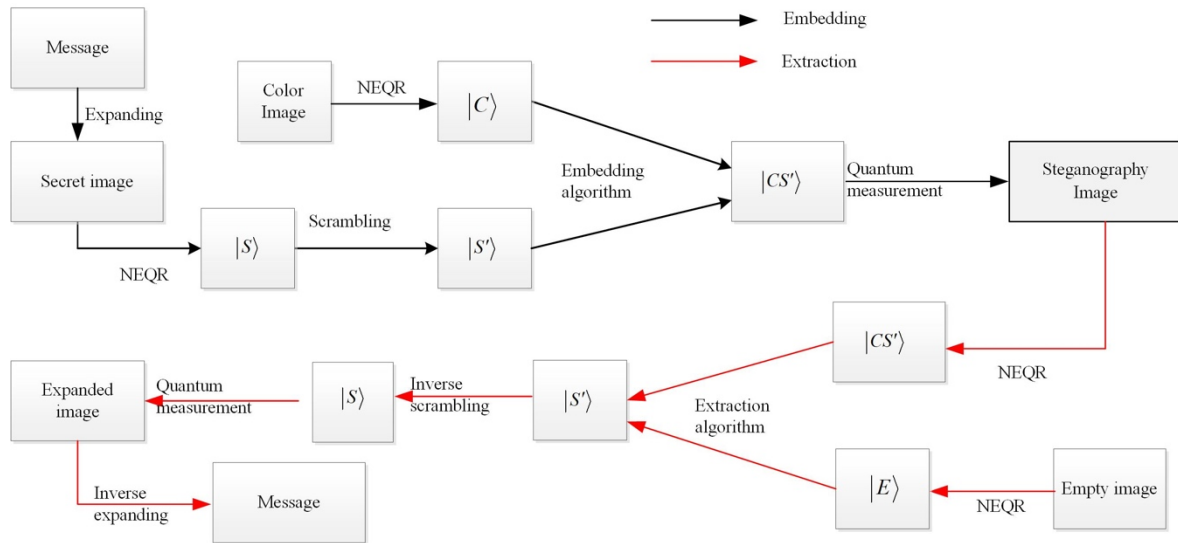 Message
Embedding
Extraction
Expanding
Color
Image
NEQR
|C⟩
Secret image
Embedding
algorithm
|CS′⟩
Quantum
measurement
Steganography
Image
NEQR
|S⟩
Scrambling
|S′⟩
|CS′⟩
NEQR
Expanded
image
Quantum
measurement
|S⟩
Inverse
scrambling
|S′⟩
Extraction
algorithm
Inverse
expanding
Message
|E⟩
NEQR
Empty image